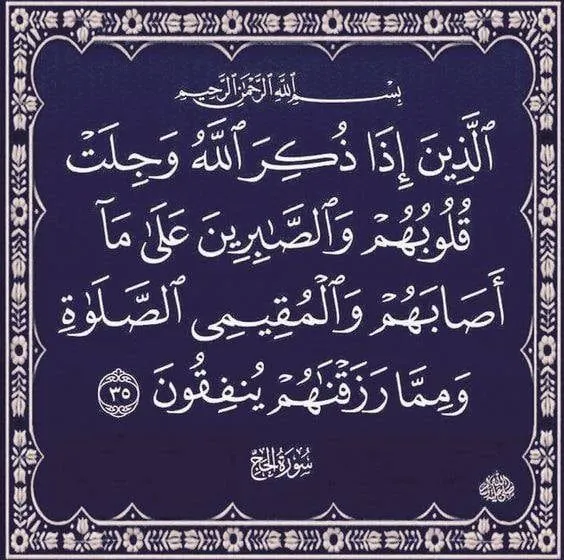 بِسْمِ ٱللَّهِ ٱلرَّحْمَٰنِ ٱلرَّحِيمِ
ٱلَّذِينَ إِذَا ذُكِرَ ٱللَّهُ وَجِلَتْ
قُلُوبُهُمْ وَٱلصَّٰبِرِينَ عَلَىٰ مَآ
أَصَابَهُمْ وَٱلْمُقِيمِى ٱلصَّلَوٰةِ
وَمِمَّا رَزَقْنَٰهُمْ يُنفِقُونَ ٣٥
سُورَةُ الحَجِّ